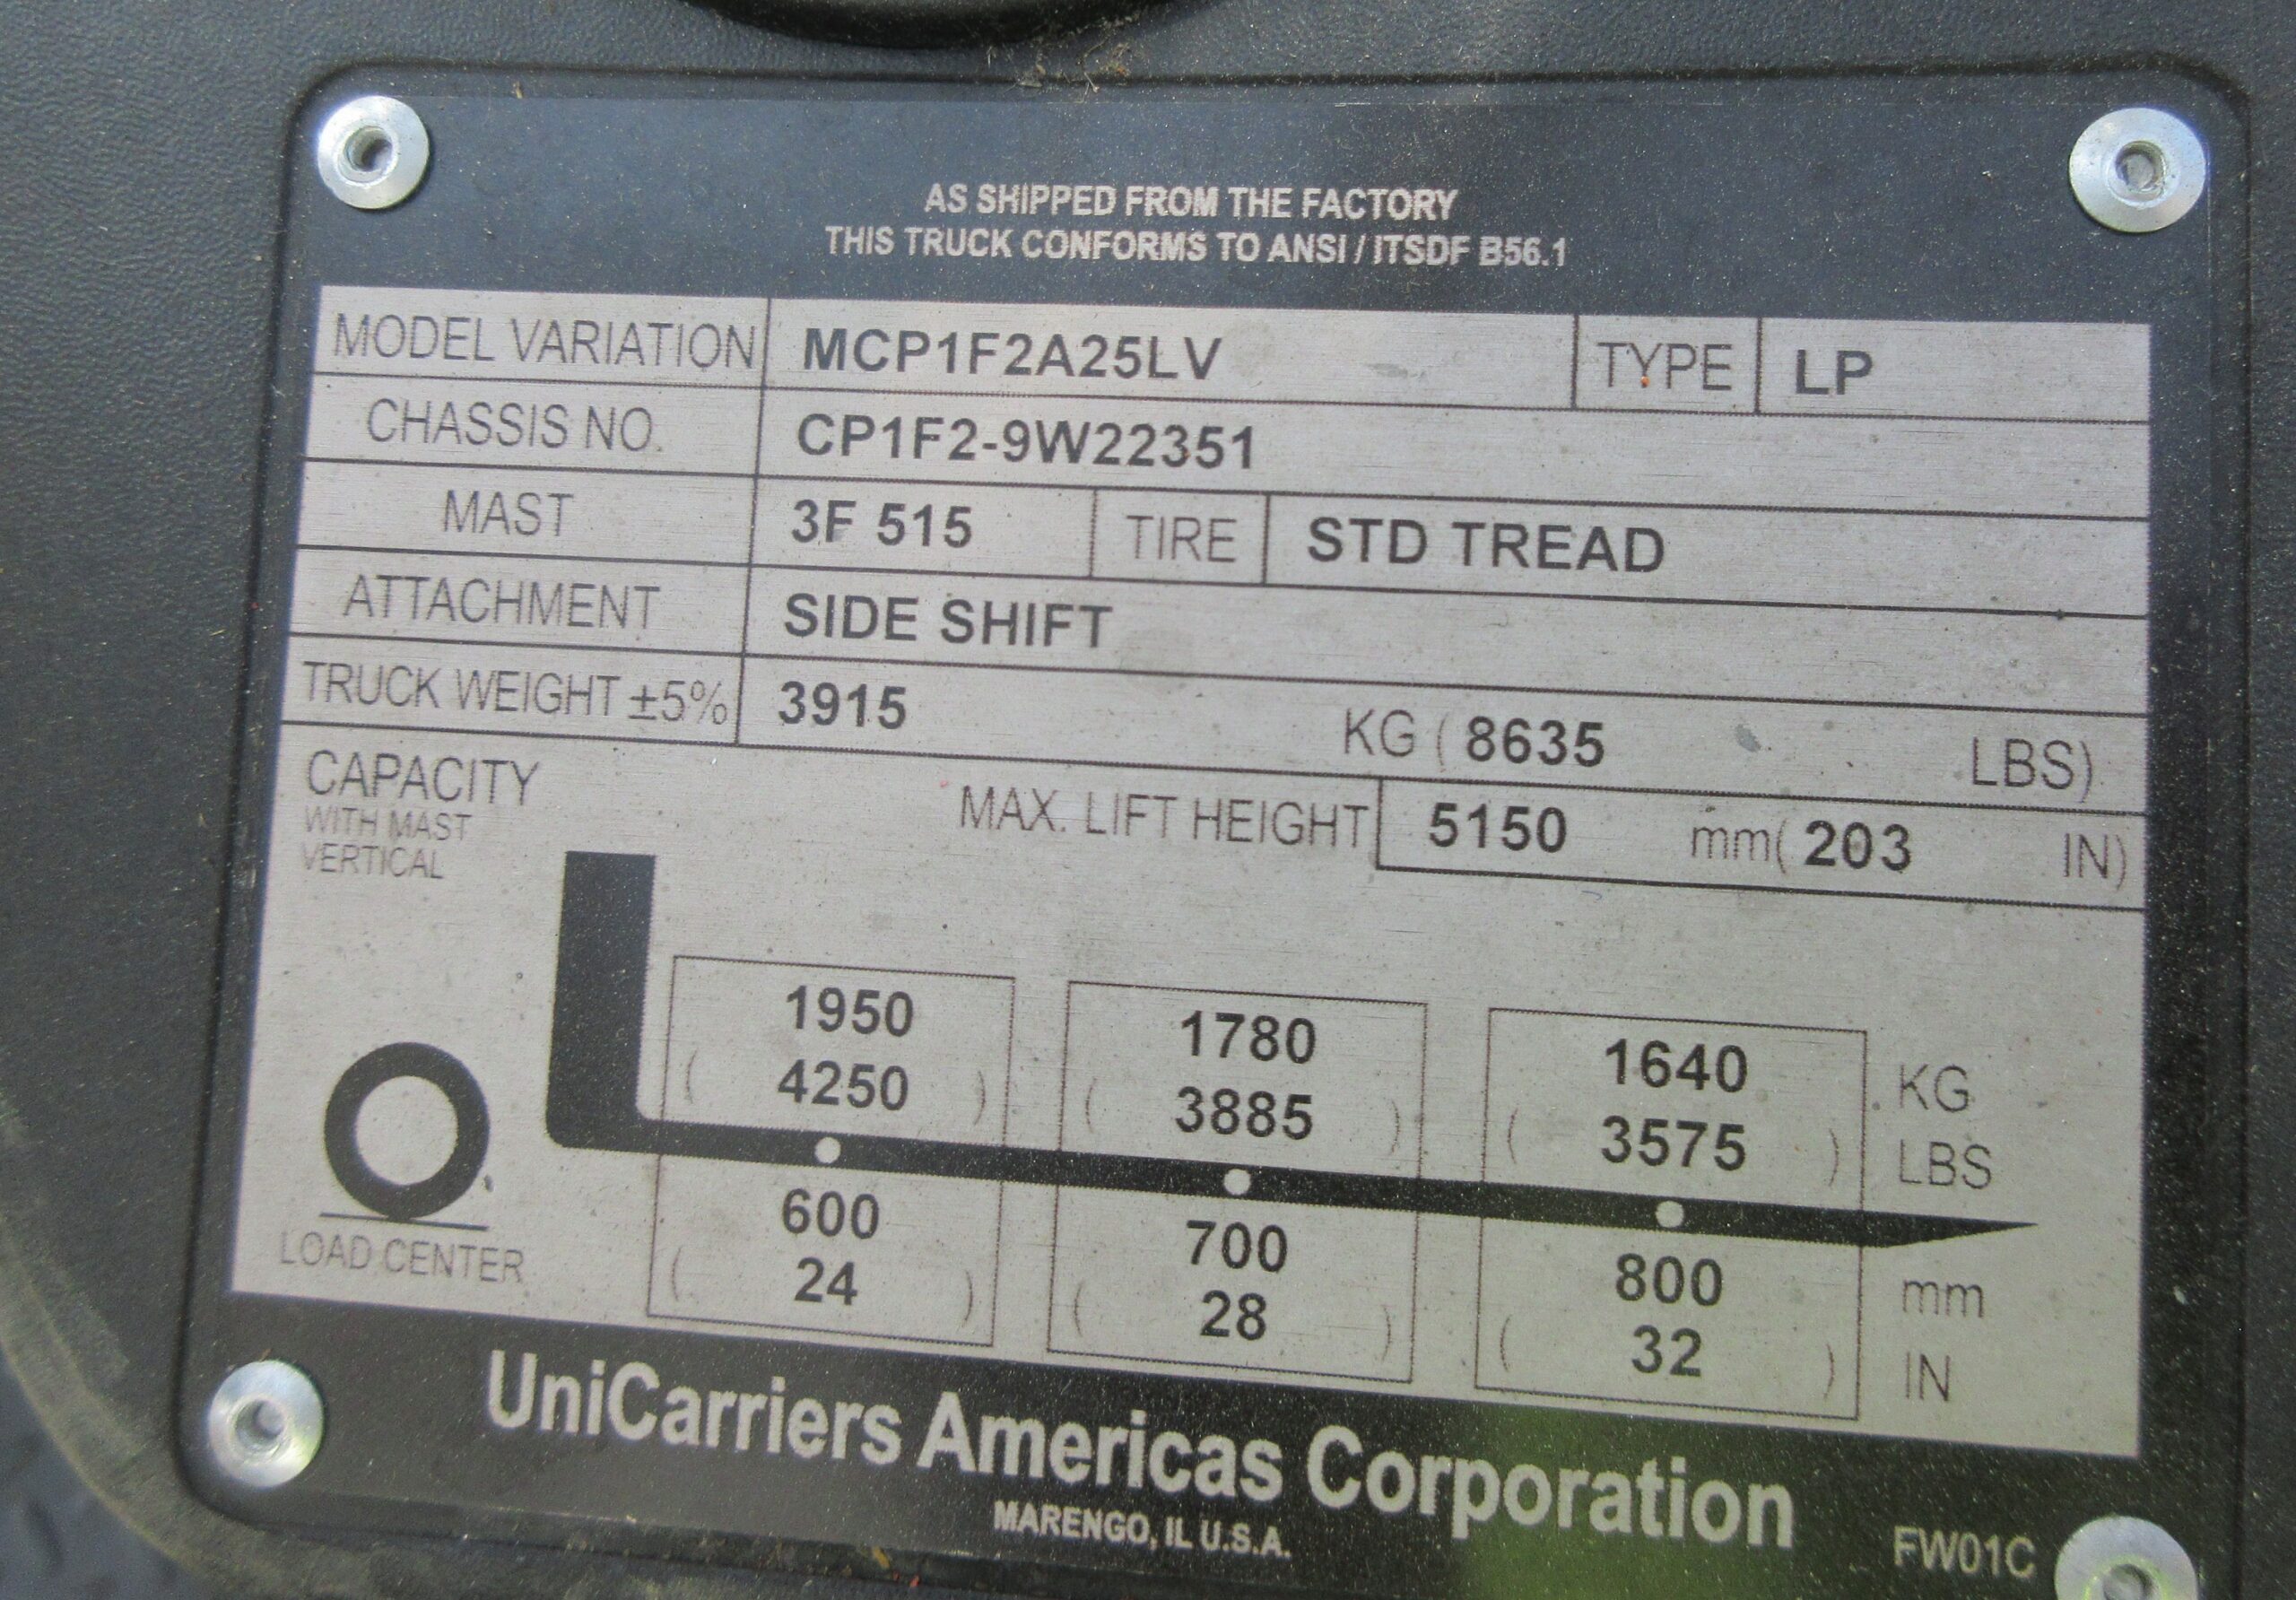 AS SHIPPED FROM THE FACTORY
THIS TRUCK CONFORMS TO ANSI / ITSDF B56.1
MODEL VARIATION MCP1F2A25LV TYPE LP
CHASSIS NO. CP1F2-9W22351
MAST 3F 515 TIRE STD TREAD
ATTACHMENT SIDE SHIFT
TRUCK WEIGHT ±5% 3915 KG ( 8635 LBS)
CAPACITY
WITH MAST
VERTICAL
MAX. LIFT HEIGHT 5150 mm( 203 IN)
1950 1780 1640 KG
( 4250 ) ( 3885 ) ( 3575 ) LBS
600 700 800 mm
( 24 ) ( 28 ) ( 32 ) IN
LOAD CENTER
UniCarriers Americas Corporation
MARENGO, IL U.S.A.
FW01C